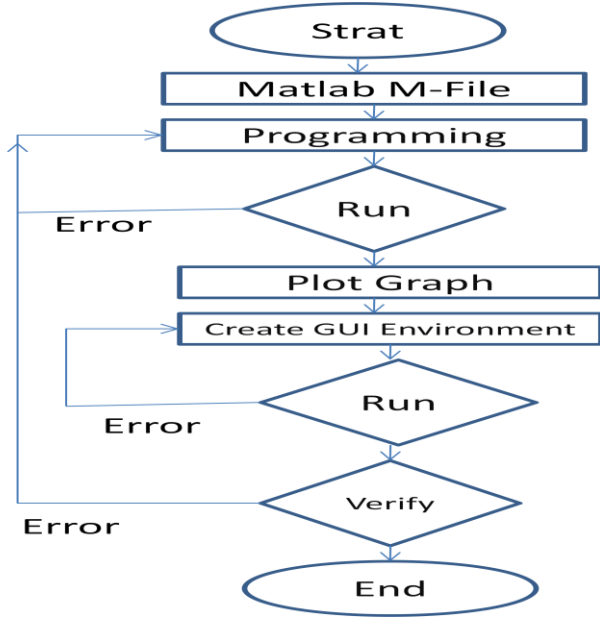 Strat
Matlab M-File
Programming
Run
Error
Plot Graph
Create GUI Environment
Run
Error
Verify
Error
End